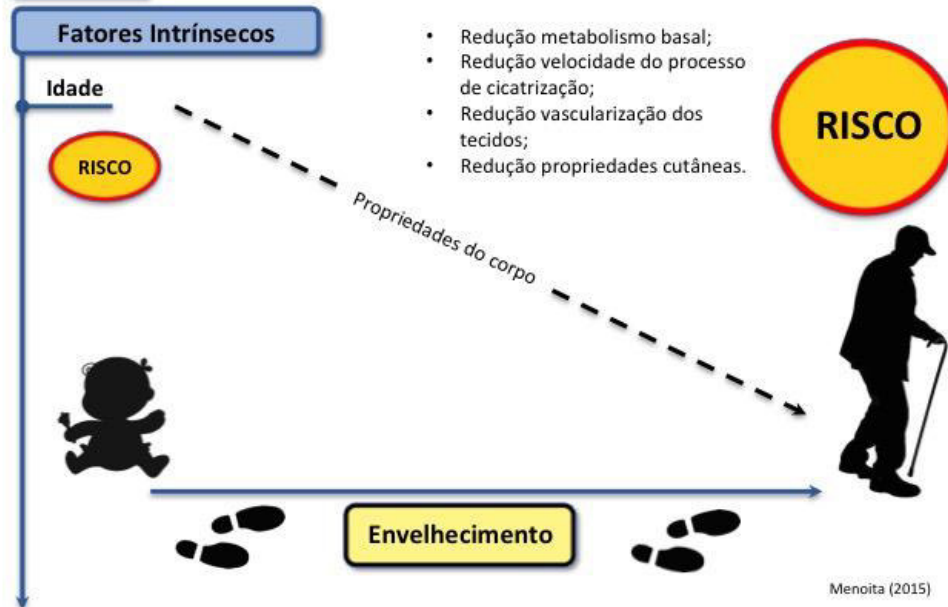 Fatores Intrínsecos
Idade
RISCO
• Redução metabolismo basal;
• Redução velocidade do processo
de cicatrização;
• Redução vascularização dos
tecidos;
• Redução propriedades cutâneas.
RISCO
Propriedades do corpo
Envelhecimento
Menoita (2015)